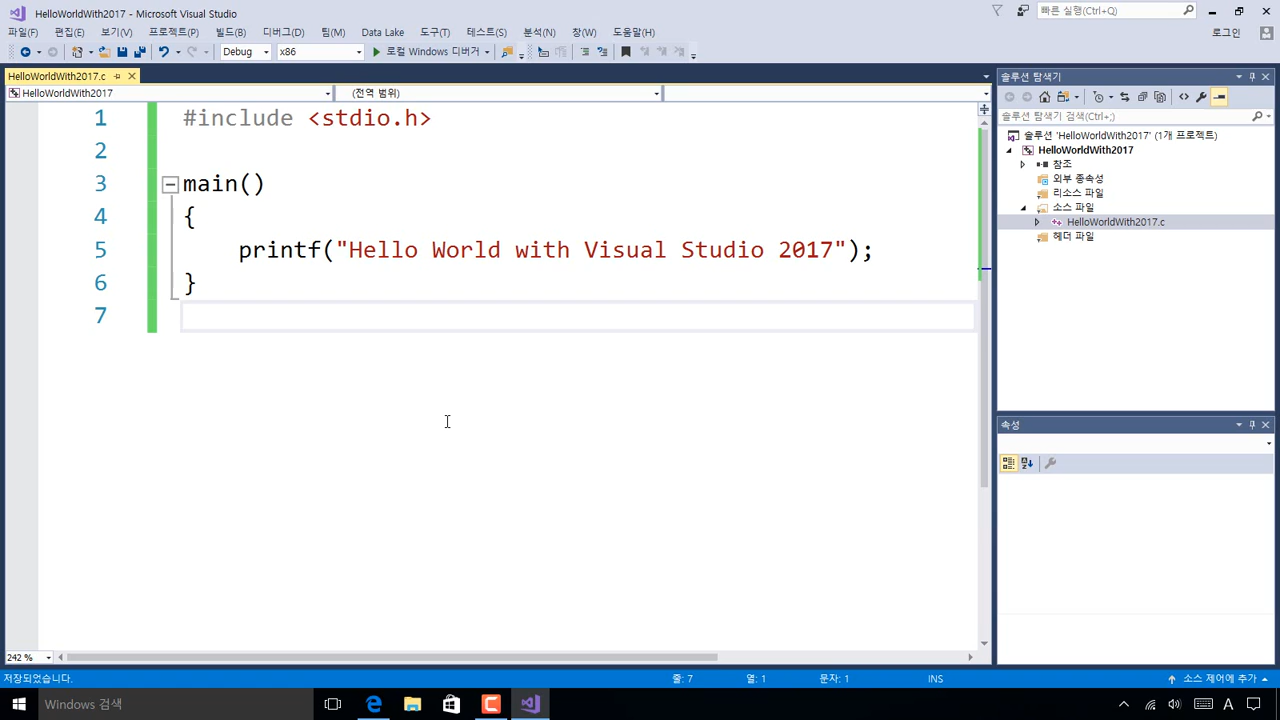 HelloWorldWith2017 - Microsoft Visual Studio
빠른 실행(Ctrl+Q)
파일(F) 편집(E) 보기(V) 프로젝트(P) 빌드(B) 디버그(D) 팀(M) Data Lake 도구(T) 테스트(S) 분석(N) 창(W) 도움말(H)
로그인
Debug x86 로컬 Windows 디버거
HelloWorldWith2017.c
HelloWorldWith2017 (전역 범위)
1 #include <stdio.h>
2
3 main()
4 {
5 printf("Hello World with Visual Studio 2017");
6 }
7
242 %
솔루션 탐색기
솔루션 탐색기 검색(Ctrl+;)
솔루션 'HelloWorldWith2017' (1개 프로젝트)
HelloWorldWith2017
참조
외부 종속성
리소스 파일
소스 파일
HelloWorldWith2017.c
헤더 파일
속성
저장되었습니다. 줄: 7 열: 1 문자: 1 INS 소스 제어에 추가
Windows 검색
A